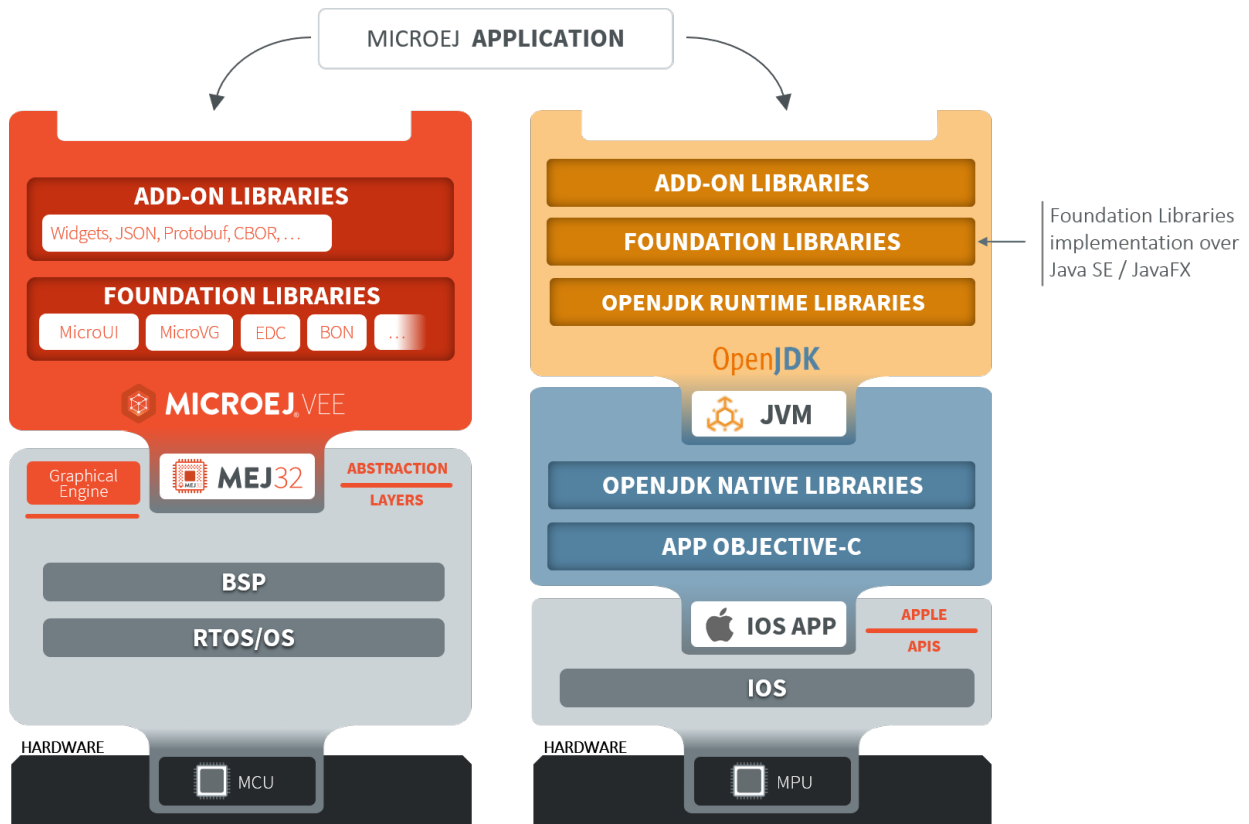 MICROEJ APPLICATION
ADD-ON LIBRARIES
Widgets, JSON, Protobuf, CBOR, ...
FOUNDATION LIBRARIES
MicroUI
MicroVG
EDC
BON
...
MICROEJ® VEE
Graphical
Engine
MEJ
MEJ32
ABSTRACTION
LAYERS
BSP
RTOS/OS
HARDWARE
MCU
ADD-ON LIBRARIES
FOUNDATION LIBRARIES
Foundation Libraries
implementation over
Java SE / JavaFX
OPENJDK RUNTIME LIBRARIES
OpenJDK
JVM
OPENJDK NATIVE LIBRARIES
APP OBJECTIVE-C
IOS APP
APPLE
APIS
IOS
HARDWARE
MPU